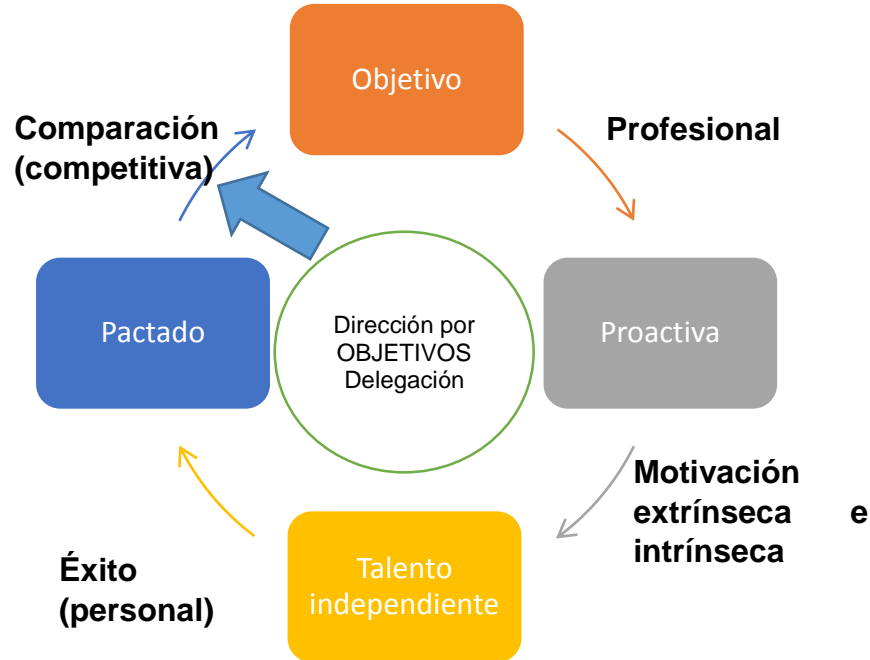 Objetivo
Comparación
(competitiva)
Profesional
Pactado
Dirección por
OBJETIVOS
Delegación
Proactiva
Motivación
extrínseca e
intrínseca
Éxito
(personal)
Talento
independiente